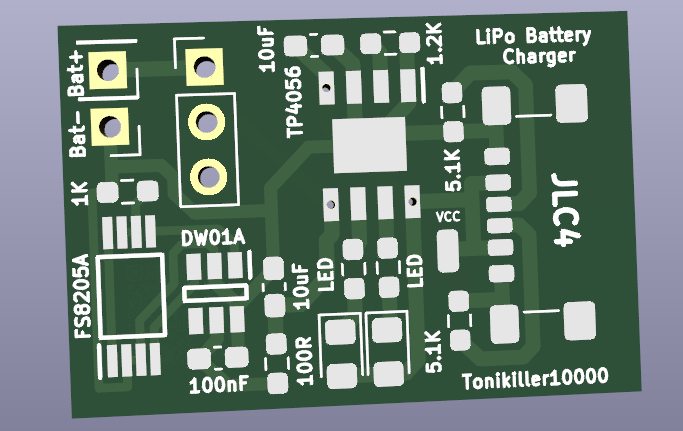 Bat+
Bat-
10uF
1.2K
LiPo Battery
Charger
TP4056
5.1K
1K
JLC4
VCC
DW01A
FS8205A
10uF
LED
LED
100R
100nF
5.1K
Tonikiller10000